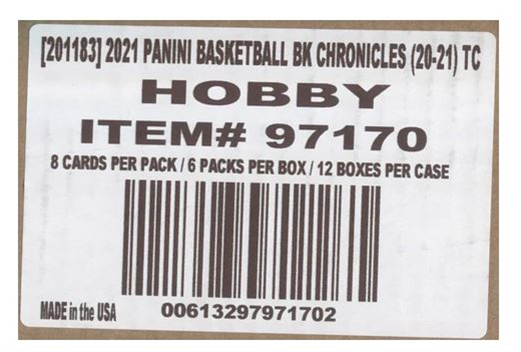 [201183] 2021 PANINI BASKETBALL BK CHRONICLES (20-21) TC
HOBBY
ITEM# 97170
8 CARDS PER PACK / 6 PACKS PER BOX / 12 BOXES PER CASE
MADE in the USA 00613297971702